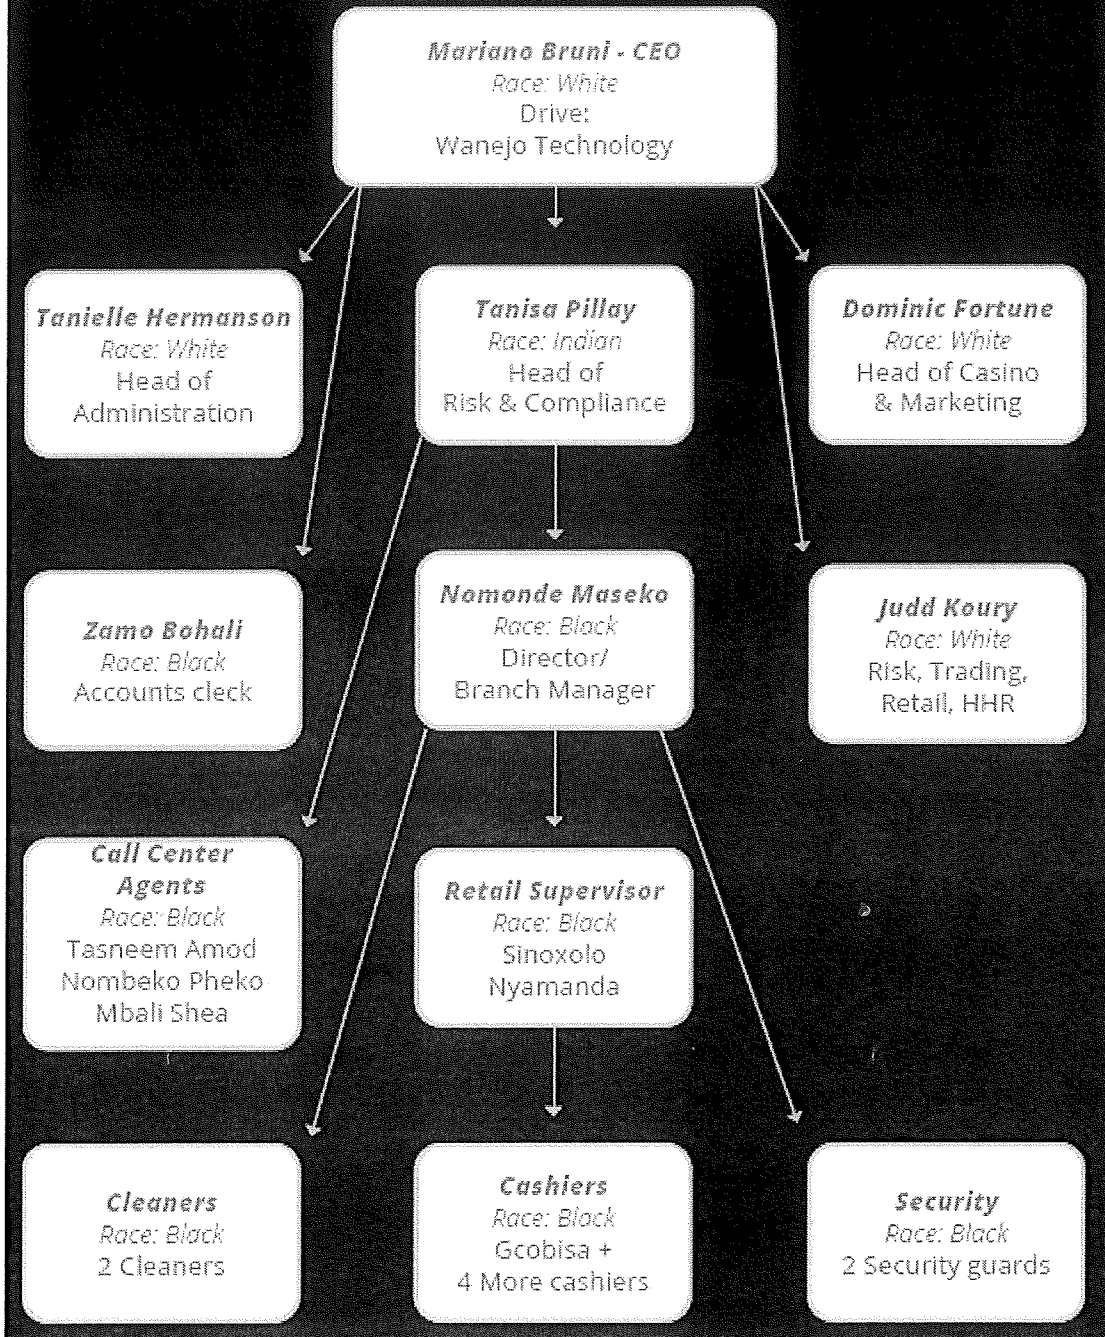 Mariano Bruni - CEO
Race: White
Drive:
Wanejo Technology
Tanielle Hermanson
Race: White
Head of
Administration
Tanisa Pillay
Race: Indian
Head of
Risk & Compliance
Dominic Fortune
Race: White
Head of Casino
& Marketing
Zamo Bohali
Race: Black
Accounts cleck
Nomonde Maseko
Race: Black
Director/
Branch Manager
Judd Koury
Race: White
Risk, Trading,
Retail, HHR
Call Center
Agents
Race: Black
Tasneem Amod
Nombeko Pheko
Mbali Shea
Retail Supervisor
Race: Black
Sinoxolo
Nyamanda
Cleaners
Race: Black
2 Cleaners
Cashiers
Race: Black
Gcobisa +
4 More cashiers
Security
Race: Black
2 Security guards